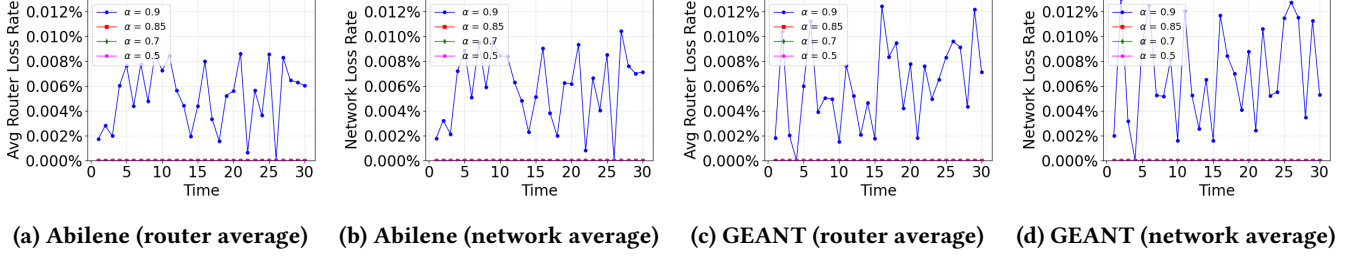 Avg Router Loss Rate
0.012%
0.010%
0.008%
0.006%
0.004%
0.002%
0.000%
α = 0.9
α = 0.85
α = 0.7
α = 0.5
0 5 10 15 20 25 30
Time
(a) Abilene (router average)
Network Loss Rate
0.012%
0.010%
0.008%
0.006%
0.004%
0.002%
0.000%
α = 0.9
α = 0.85
α = 0.7
α = 0.5
0 5 10 15 20 25 30
Time
(b) Abilene (network average)
Avg Router Loss Rate
0.012%
0.010%
0.008%
0.006%
0.004%
0.002%
0.000%
α = 0.9
α = 0.85
α = 0.7
α = 0.5
0 5 10 15 20 25 30
Time
(c) GEANT (router average)
Network Loss Rate
0.012%
0.010%
0.008%
0.006%
0.004%
0.002%
0.000%
α = 0.9
α = 0.85
α = 0.7
α = 0.5
0 5 10 15 20 25 30
Time
(d) GEANT (network average)